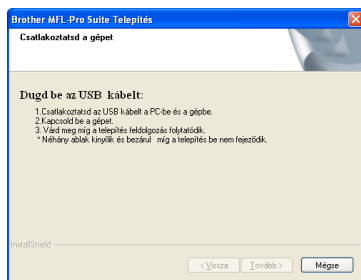 Brother MFL-Pro Suite Telepítés
Csatlakoztatsd a gépet
Dugd be az USB kábelt:
1.Csatlakoztatsd az USB kábelt a PC-be és a gépbe.
2.Kapcsold be a gépet.
3. Várd meg míg a telepítés feldolgozás folytatódik.
* Néhány ablak kinyílik és bezárul míg a telepítés be nem fejeződik.
InstallShield
< Vissza Tovább > Mégse